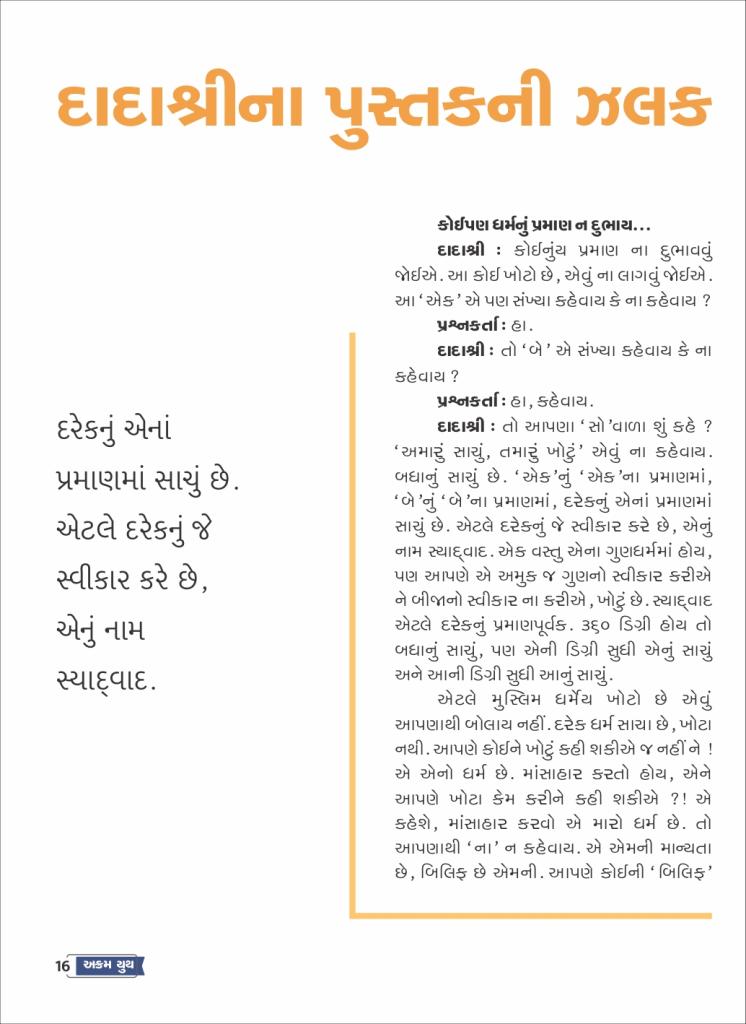 દાદાશ્રીના પુસ્તકની ઝલક
દરેકનું એનાં
પ્રમાણમાં સાચું છે.
એટલે દરેકનું જે
સ્વીકાર કરે છે,
એનું નામ
સ્યાદ્‌વાદ.
કોઈપણ ધર્મનું પ્રમાણ ન દુભાય...
દાદાશ્રી : કોઈનુંય પ્રમાણ ના દુભાવવું
જોઈએ. આ કોઈ ખોટો છે, એવું ના લાગવું જોઈએ.
આ ‘એક’ એ પણ સંખ્યા કહેવાય કે ના કહેવાય ?
પ્રશ્નકર્તા : હા.
દાદાશ્રી : તો ‘બે’ એ સંખ્યા કહેવાય કે ના
કહેવાય ?
પ્રશ્નકર્તા : હા, કહેવાય.
દાદાશ્રી : તો આપણા ‘સો’વાળા શું કહે ?
‘અમારું સાચું, તમારું ખોટું’ એવું ના કહેવાય.
બધાનું સાચું છે. ‘એક’નું ‘એક’ના પ્રમાણમાં,
‘બે’નું ‘બે’ના પ્રમાણમાં, દરેકનું એનાં પ્રમાણમાં
સાચું છે. એટલે દરેકનું જે સ્વીકાર કરે છે, એનું
નામ સ્યાદ્‌વાદ. એક વસ્તુ એના ગુણધર્મમાં હોય,
પણ આપણે એ અમુક જ ગુણનો સ્વીકાર કરીએ
ને બીજાનો સ્વીકાર ના કરીએ, ખોટું છે. સ્યાદ્‌વાદ
એટલે દરેકનું પ્રમાણપૂર્વક. ૩૬૦ ડિગ્રી હોય તો
બધાનું સાચું, પણ એની ડિગ્રી સુધી એનું સાચું
અને આની ડિગ્રી સુધી આનું સાચું.
એટલે મુસ્લિમ ધર્મેય ખોટો છે એવું
આપણાથી બોલાય નહીં. દરેક ધર્મ સાચા છે, ખોટા
નથી. આપણે કોઈને ખોટું કહી શકીએ જ નહીં ને !
એ એનો ધર્મ છે. માંસાહાર કરતો હોય, એને
આપણે ખોટા કેમ કરીને કહી શકીએ ?! એ
કહેશે, માંસાહાર કરવો એ મારો ધર્મ છે. તો
આપણાથી ‘ના’ ન કહેવાય. એ એમની માન્યતા
છે, બિલિફ છે એમની. આપણે કોઈની ‘બિલિફ’
16 અક્રમ યુથ